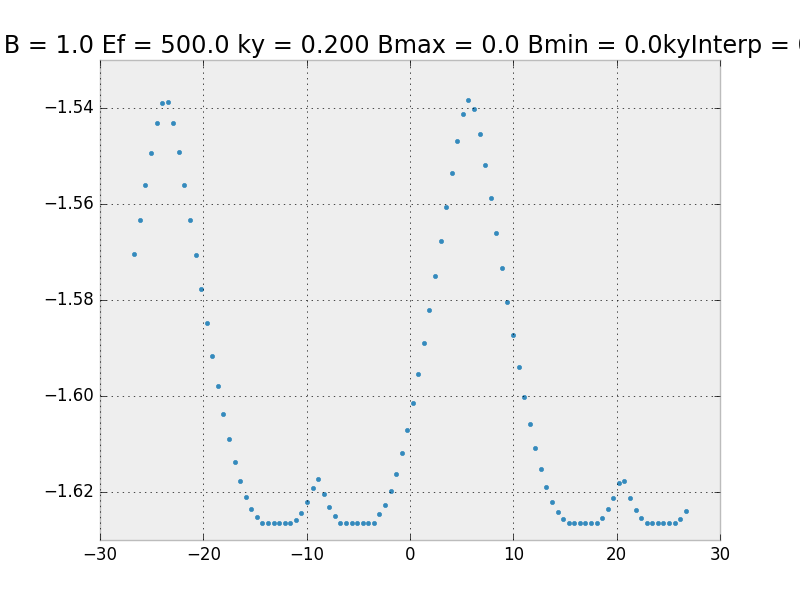 B = 1.0 Ef = 500.0 ky = 0.200 Bmax = 0.0 Bmin = 0.0kyInterp =
−1.54
−1.56
−1.58
−1.60
−1.62
−30 −20 −10 0 10 20 30